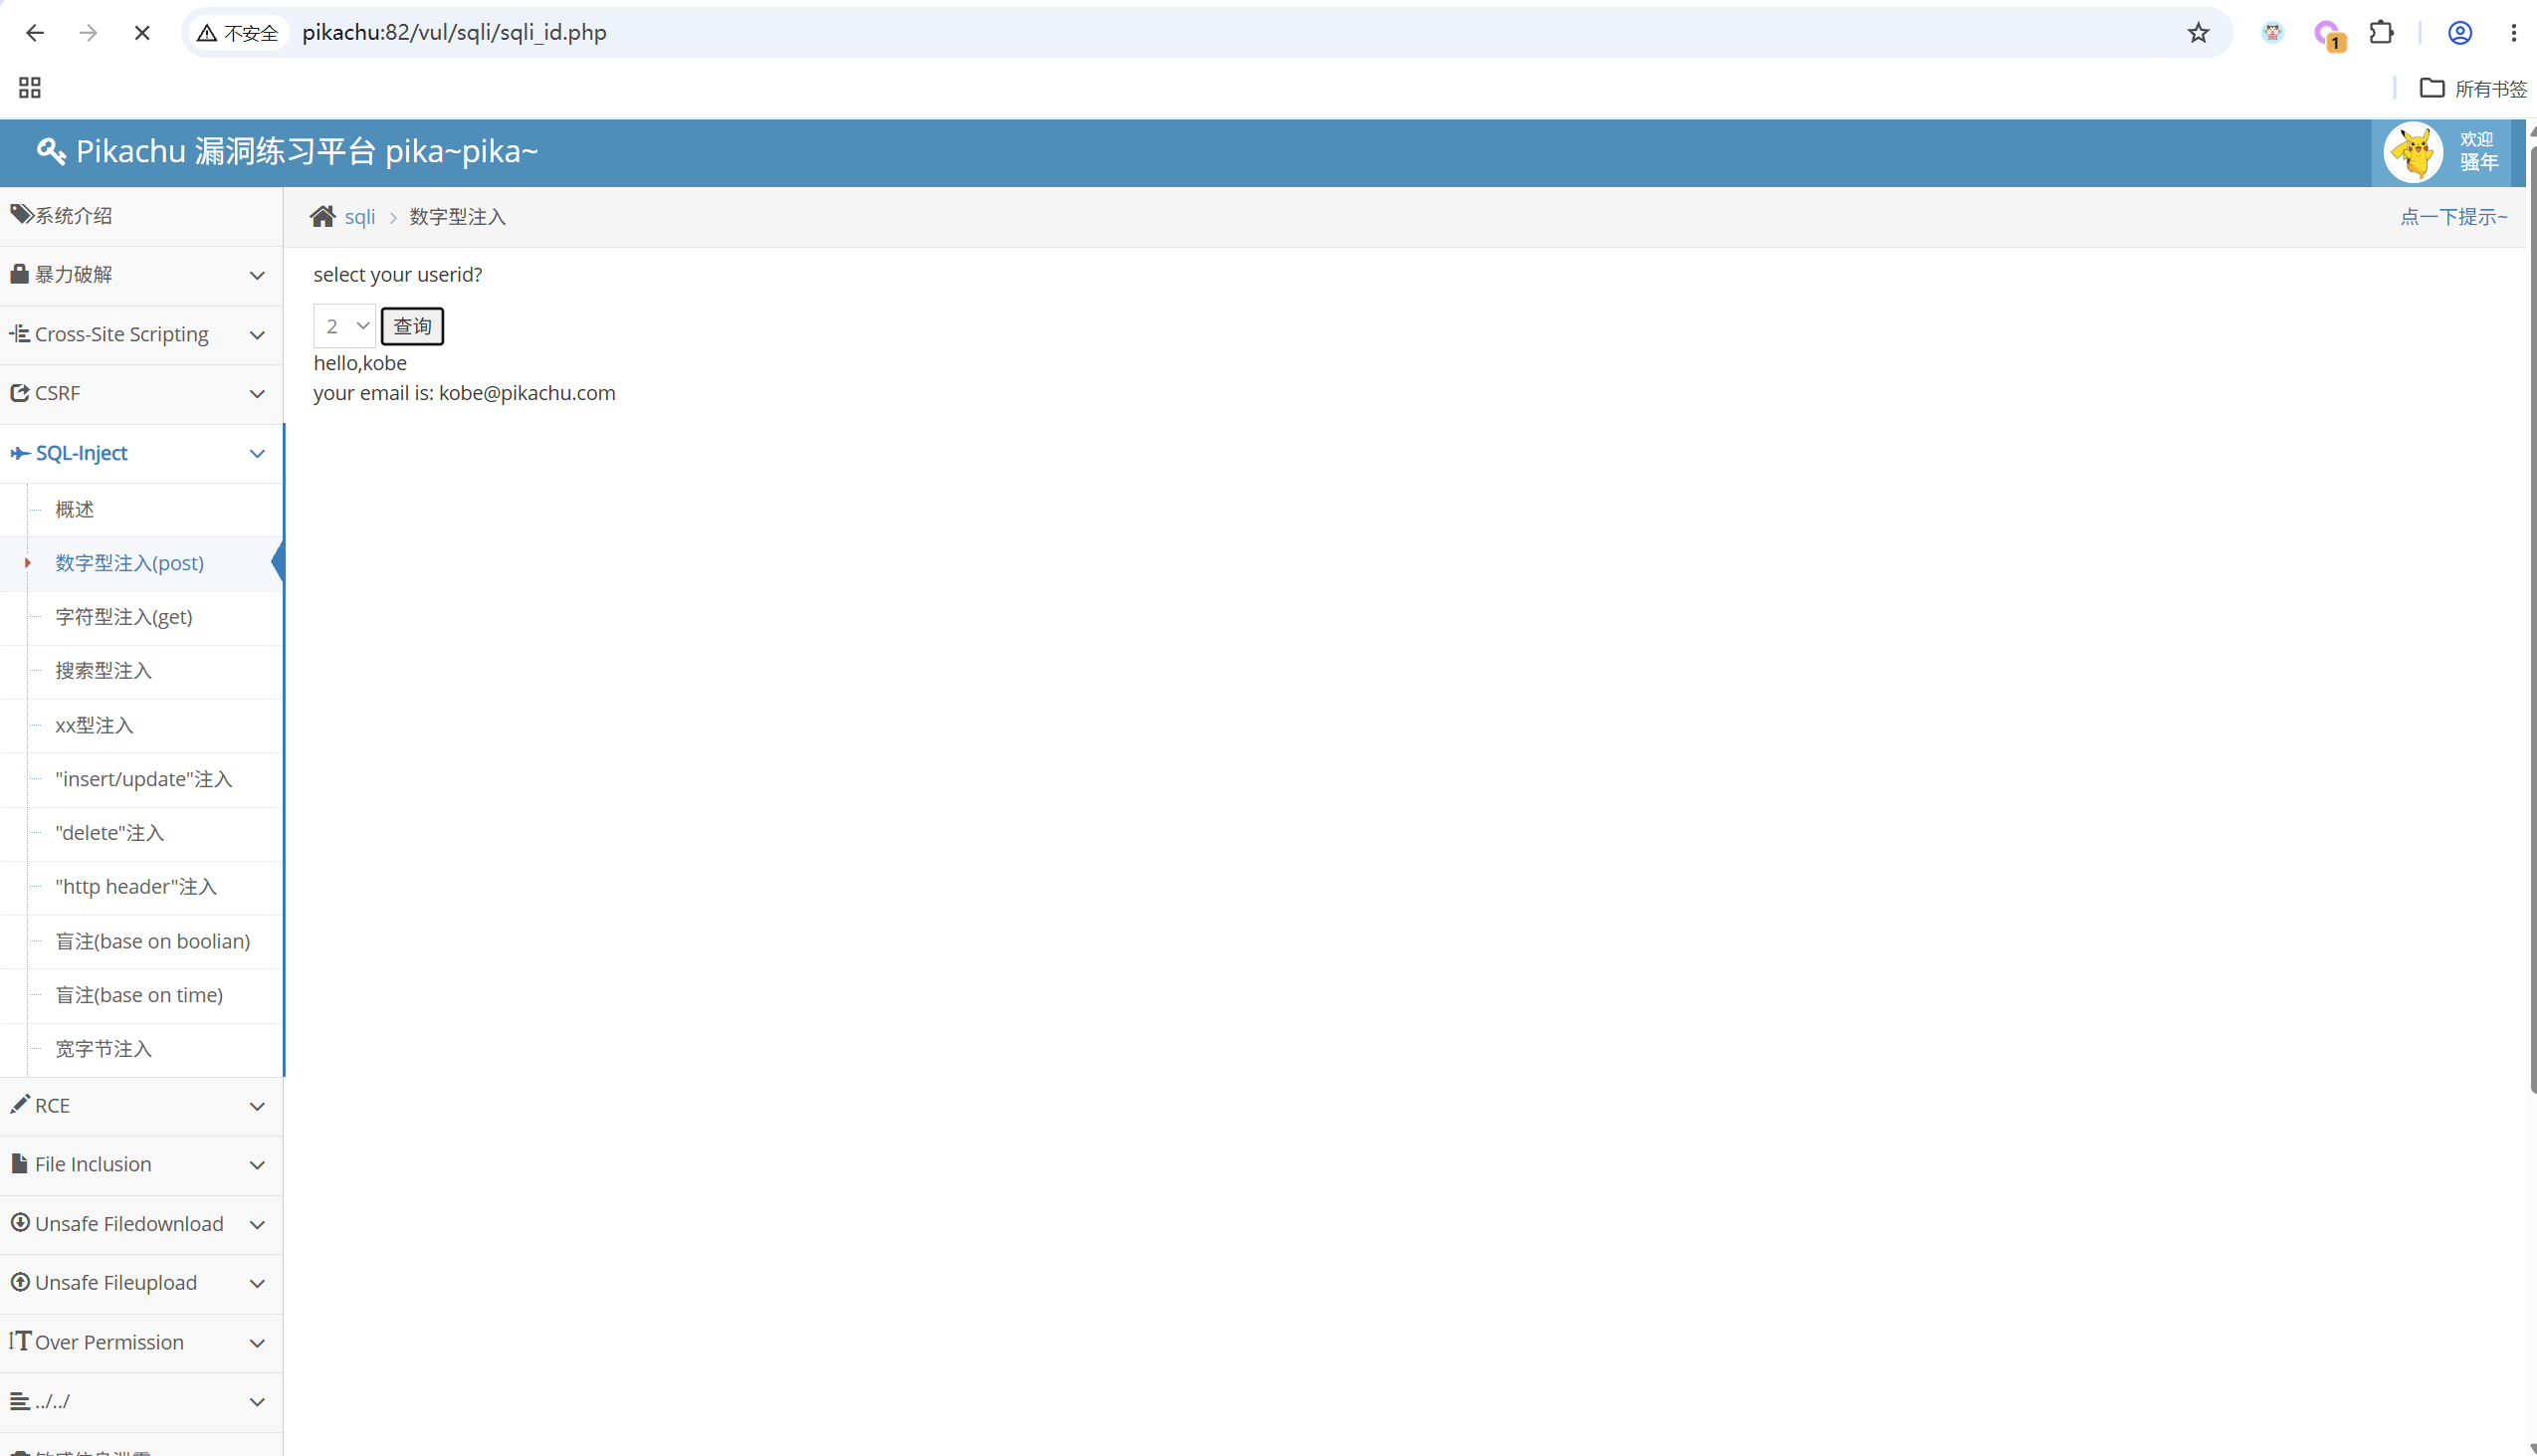 不安全 pikachu:82/vul/sqli/sqli_id.php
1
所有书签
Pikachu 漏洞练习平台 pika~pika~
欢迎
骚年
系统介绍
暴力破解
Cross-Site Scripting
CSRF
SQL-Inject
概述
数字型注入(post)
字符型注入(get)
搜索型注入
xx型注入
"insert/update"注入
"delete"注入
"http header"注入
盲注(base on boolian)
盲注(base on time)
宽字节注入
RCE
File Inclusion
Unsafe Filedownload
Unsafe Fileupload
Over Permission
../../
sqli > 数字型注入
点一下提示~
select your userid?
2 查询
hello,kobe
your email is: kobe@pikachu.com